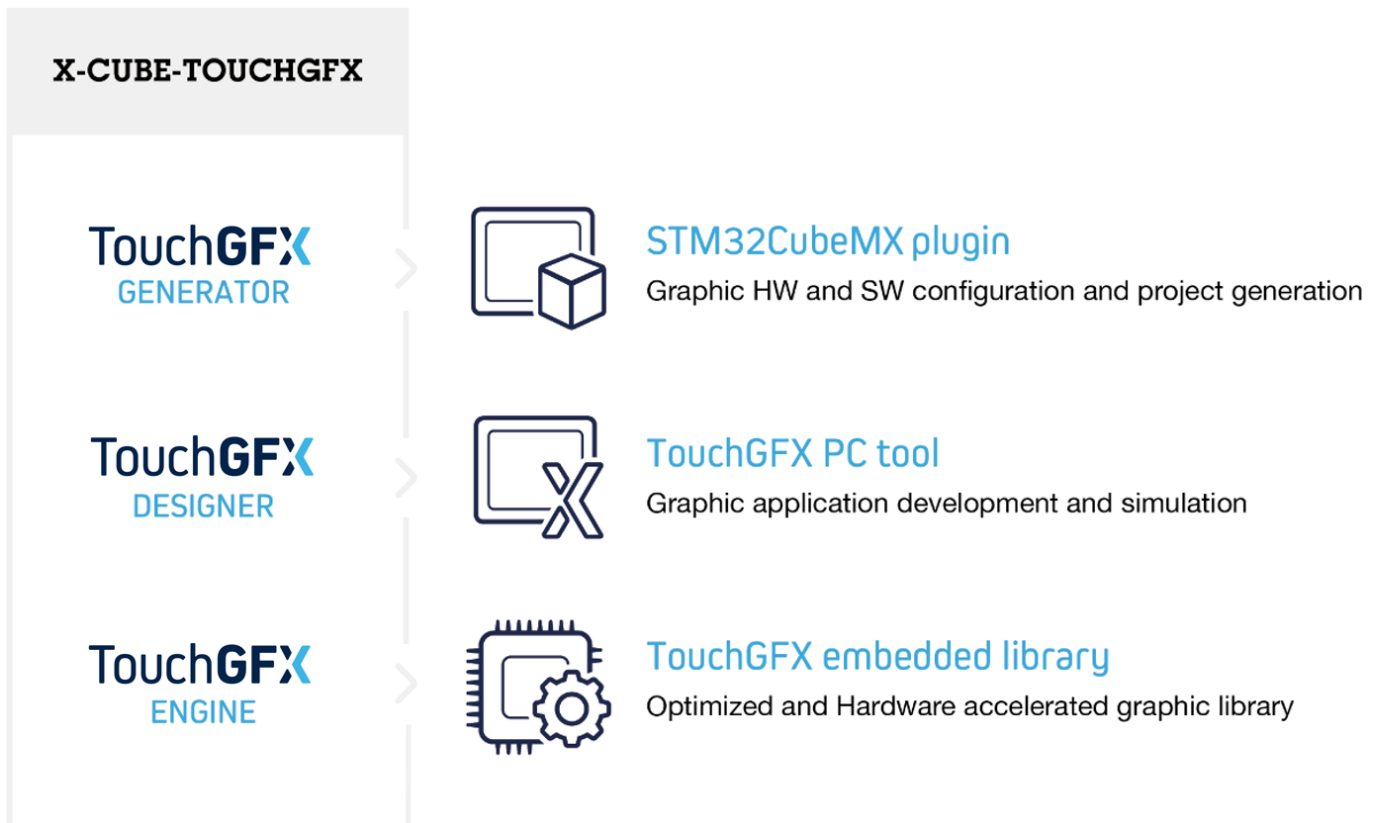 X-CUBE-TOUCHGFX
TouchGFX
GENERATOR
STM32CubeMX plugin
Graphic HW and SW configuration and project generation
TouchGFX
DESIGNER
TouchGFX PC tool
Graphic application development and simulation
TouchGFX
ENGINE
TouchGFX embedded library
Optimized and Hardware accelerated graphic library